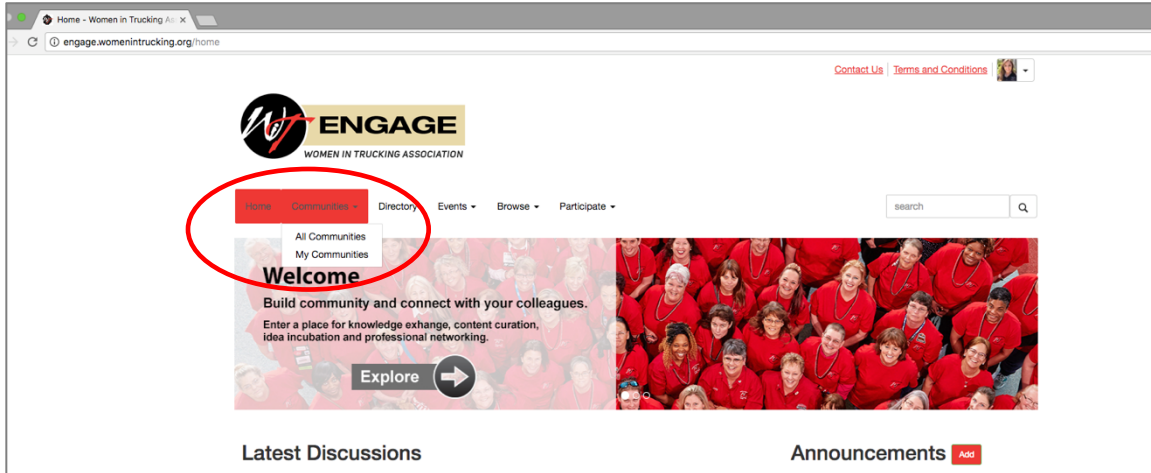 Home - Women in Trucking As
engage.womenintrucking.org/home
Contact Us Terms and Conditions
WiT ENGAGE
WOMEN IN TRUCKING ASSOCIATION
Home Communities Directory Events Browse Participate search
All Communities
My Communities
Welcome
Build community and connect with your colleagues.
Enter a place for knowledge exhange, content curation,
idea incubation and professional networking.
Explore
Latest Discussions Announcements Add